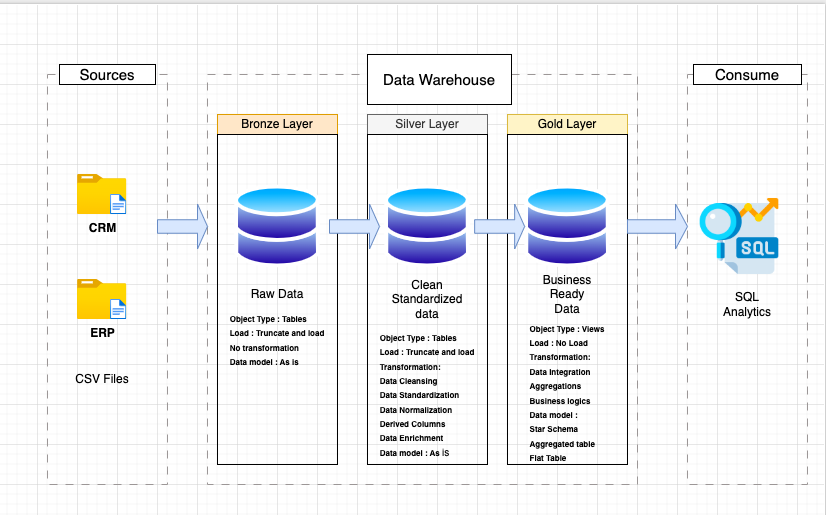 Sources
CRM
ERP
CSV Files
Data Warehouse
Bronze Layer
Raw Data
Object Type : Tables
Load : Truncate and load
No transformation
Data model : As is
Silver Layer
Clean
Standardized
data
Object Type : Tables
Load : Truncate and load
Transformation:
Data Cleansing
Data Standardization
Data Normalization
Derived Columns
Data Enrichment
Data model : As iS
Gold Layer
Business
Ready
Data
Object Type : Views
Load : No Load
Transformation:
Data Integration
Aggregations
Business logics
Data model :
Star Schema
Aggregated table
Flat Table
Consume
SQL
SQL
Analytics